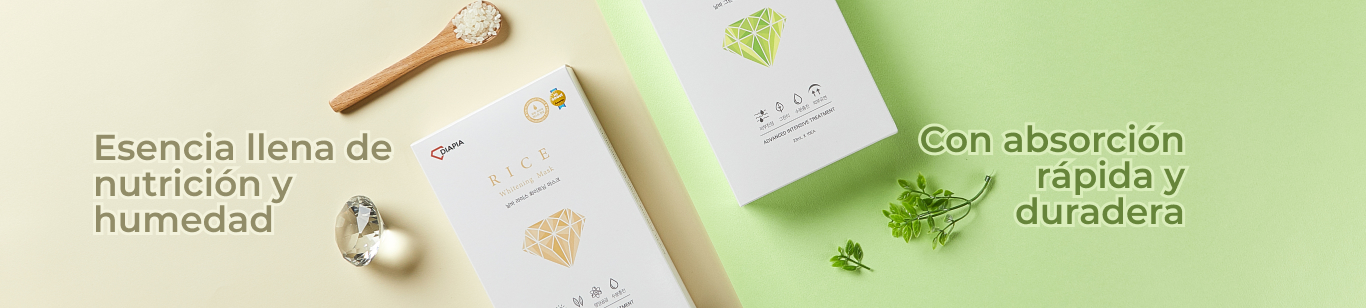 Esencia llena de
nutrición y
humedad
DIAPIA
RICE
Whitening Mask
ADVANCED INTENSIVE TREATMENT
Con absorción
rápida y
duradera